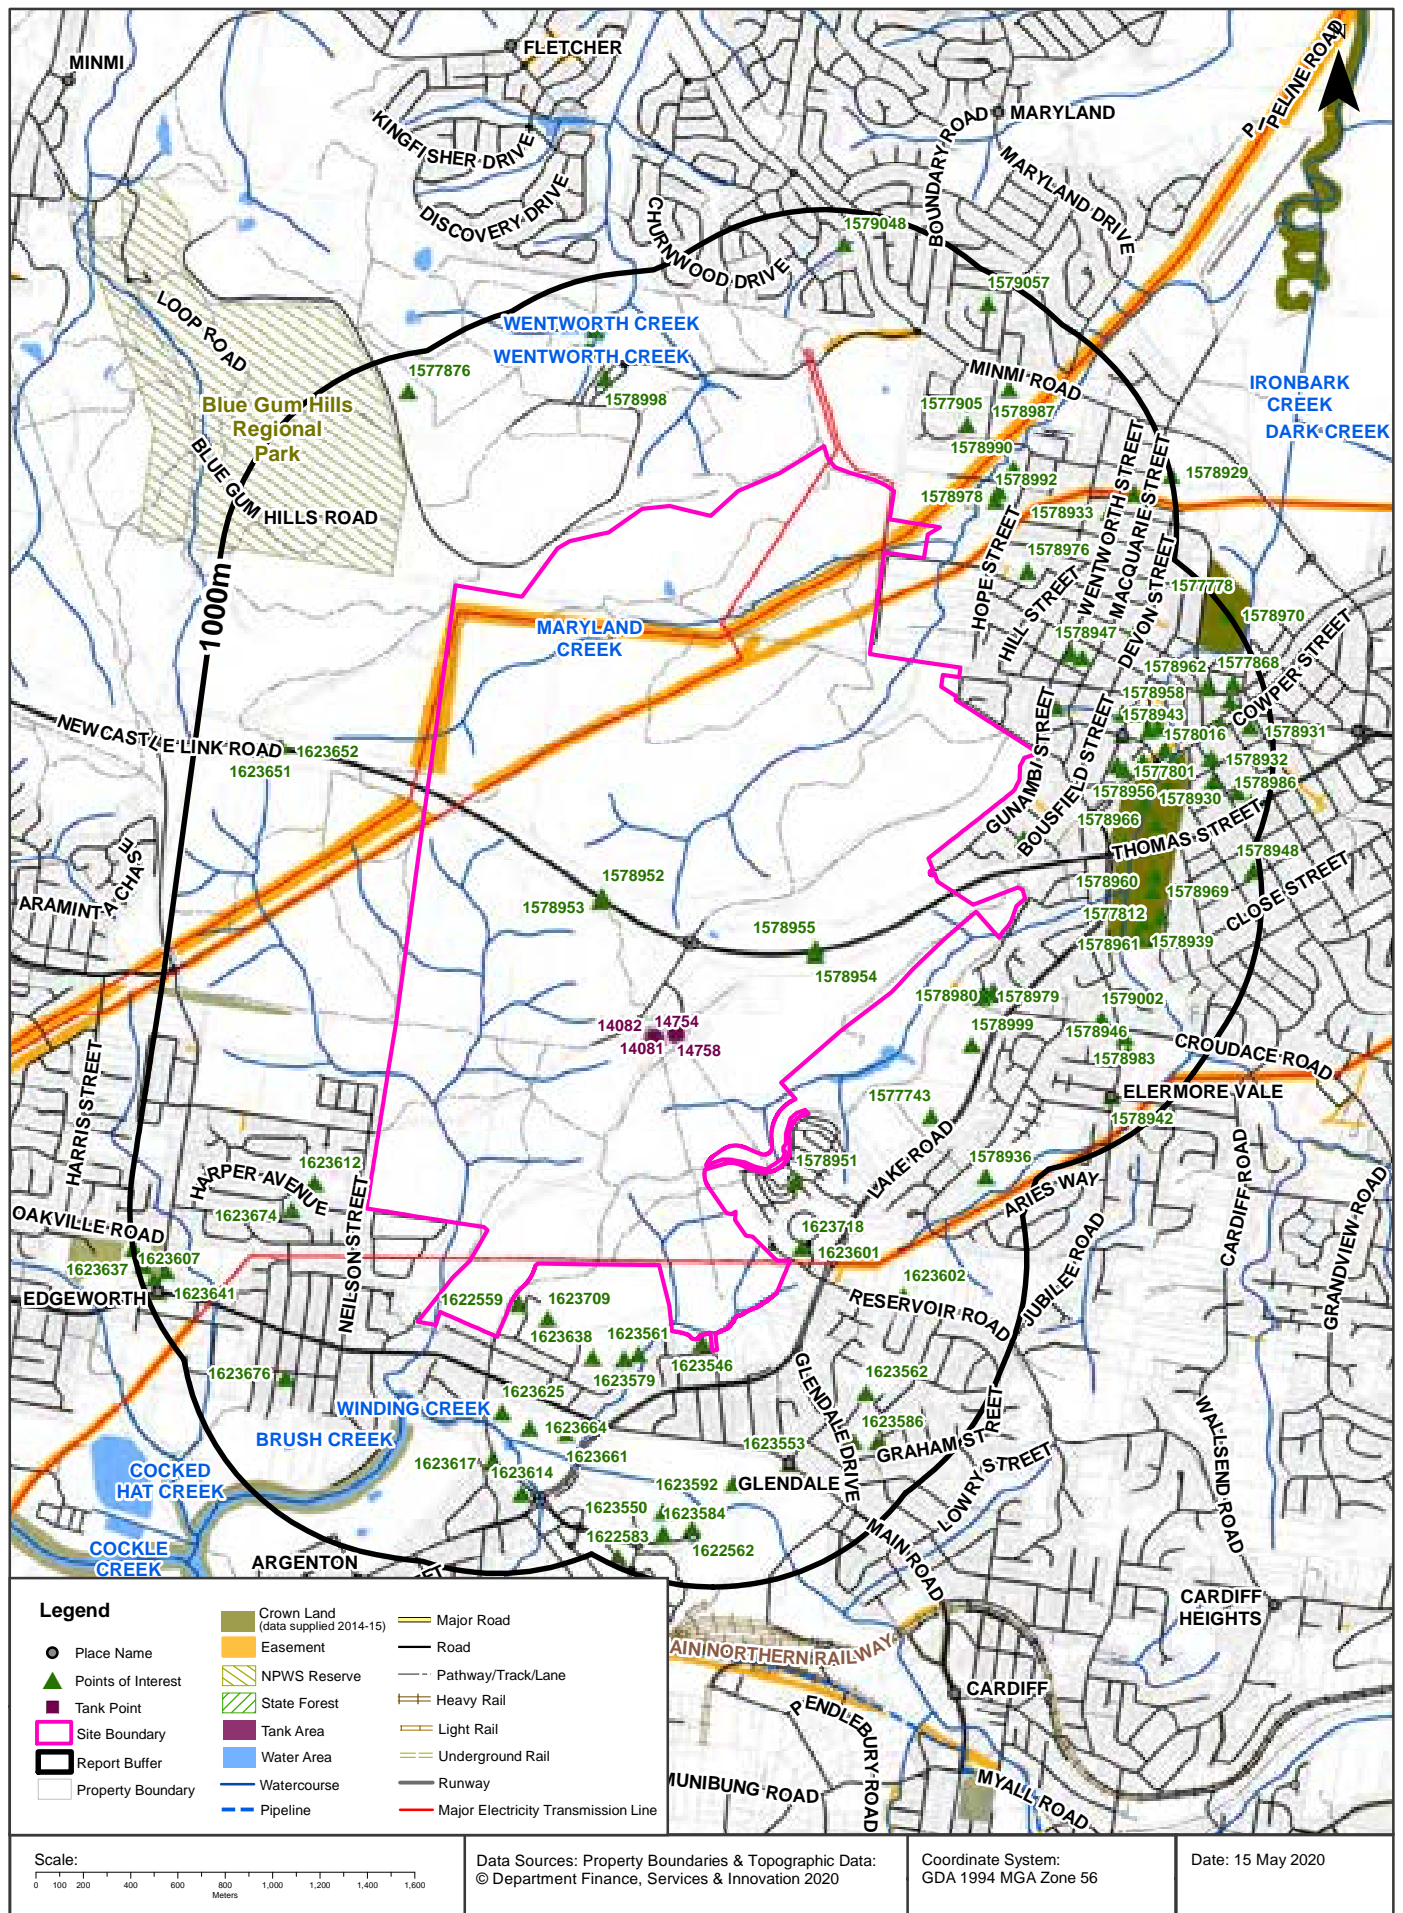 FLETCHER
MINMI
PIPELINE ROAD
MARYLAND
BOUNDARY ROAD
KINGFISHER DRIVE
MARYLAND DRIVE
DISCOVERY DRIVE
CHURNWOOD DRIVE
1579048
1579057
LOOP ROAD
WENTWORTH CREEK
WENTWORTH CREEK
1577876
1578998
MINMI ROAD
IRONBARK
CREEK
DARK CREEK
Blue Gum Hills
Regional
Park
1577905
1578987
1578990
1578992
1578978
1578929
1578933
BLUE GUM HILLS ROAD
WENTWORTH STREET
MACQUARIE STREET
HOPE STREET
1578976
HILL STREET
DEVON STREET
1577778
1578970
1000m
MARYLAND
CREEK
1578947
1578962
1577868
1578958
COWPER STREET
1578943
1578016
1578931
NEWCASTLE LINK ROAD
1623652
1623651
GUNAMBI STREET
BOUSFIELD STREET
1578932
1577801
1578986
1578956
1578930
1578966
THOMAS STREET
1578948
ARAMINTA CHASE
1578952
1578953
1578960
1578969
CLOSE STREET
1577812
1578955
1578961
1578939
1578954
1578980
1578979
1579002
14082
14754
14081
14758
1578999
1578946
1578983
CROUDACE ROAD
HARRIS STREET
ELERMORE VALE
1577743
1578942
LAKE ROAD
1578951
1578936
ARIES WAY
CARDIFF ROAD
GRANDVIEW ROAD
1623612
HARPER AVENUE
1623674
NEILSON STREET
OAKVILLE ROAD
1623718
1623601
JUBILEE ROAD
1623607
1623637
1623641
EDGEWORTH
1623602
RESERVOIR ROAD
1622559
1623709
1623638
1623561
1623546
1623579
GLENDALE DRIVE
1623676
1623562
1623625
WINDING CREEK
1623586
BRUSH CREEK
1623664
GRAHAM STREET
WALLSEND ROAD
1623553
1623661
1623617
1623614
LOWRY STREET
COCKED
HAT CREEK
1623592
GLENDALE
1623550
1623584
MAIN ROAD
1622583
1622562
COCKLE
CREEK
ARGENTON
CARDIFF
HEIGHTS
AIN NORTHERN RAILWAY
CARDIFF
PENDLEBURY ROAD
MUNIBUNG ROAD
MYALL ROAD
Legend
Place Name
Points of Interest
Tank Point
Site Boundary
Report Buffer
Property Boundary
Crown Land
(data supplied 2014-15)
Easement
NPWS Reserve
State Forest
Tank Area
Water Area
Watercourse
Pipeline
Major Road
Road
Pathway/Track/Lane
Heavy Rail
Light Rail
Underground Rail
Runway
Major Electricity Transmission Line
Scale:
0 100 200 400 600 800 1,000 1,200 1,400 1,600
Meters
Data Sources: Property Boundaries & Topographic Data:
© Department Finance, Services & Innovation 2020
Coordinate System:
GDA 1994 MGA Zone 56
Date: 15 May 2020